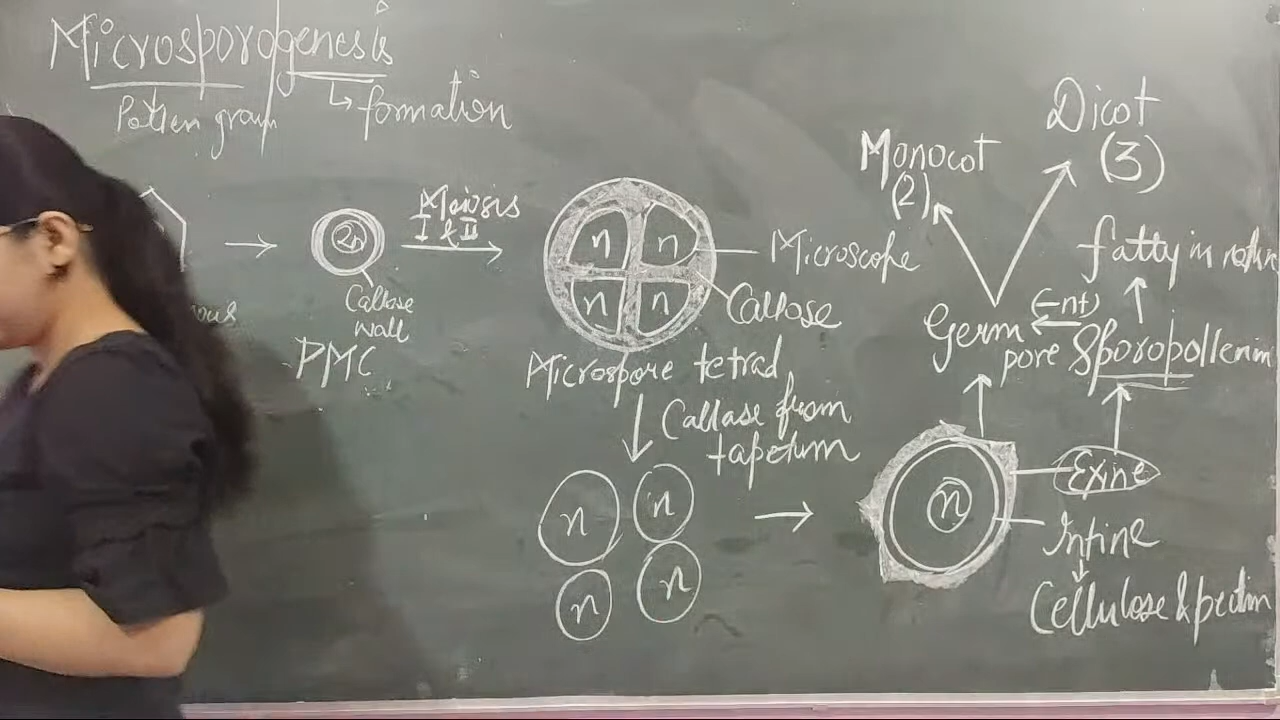 Microsporogenesis
Pollen grain
↳ formation
2n
Callose
wall
PMC
Meiosis
I & II
n n
n n
Microscope
Callose
Microspore tetrad
Callase from
tapetum
n n
n n
n
Exine
Intine
Cellulose & pectin
Sporopollenin
fatty in nature
(-nt)
Germ
pore
Monocot
(2)
Dicot
(3)